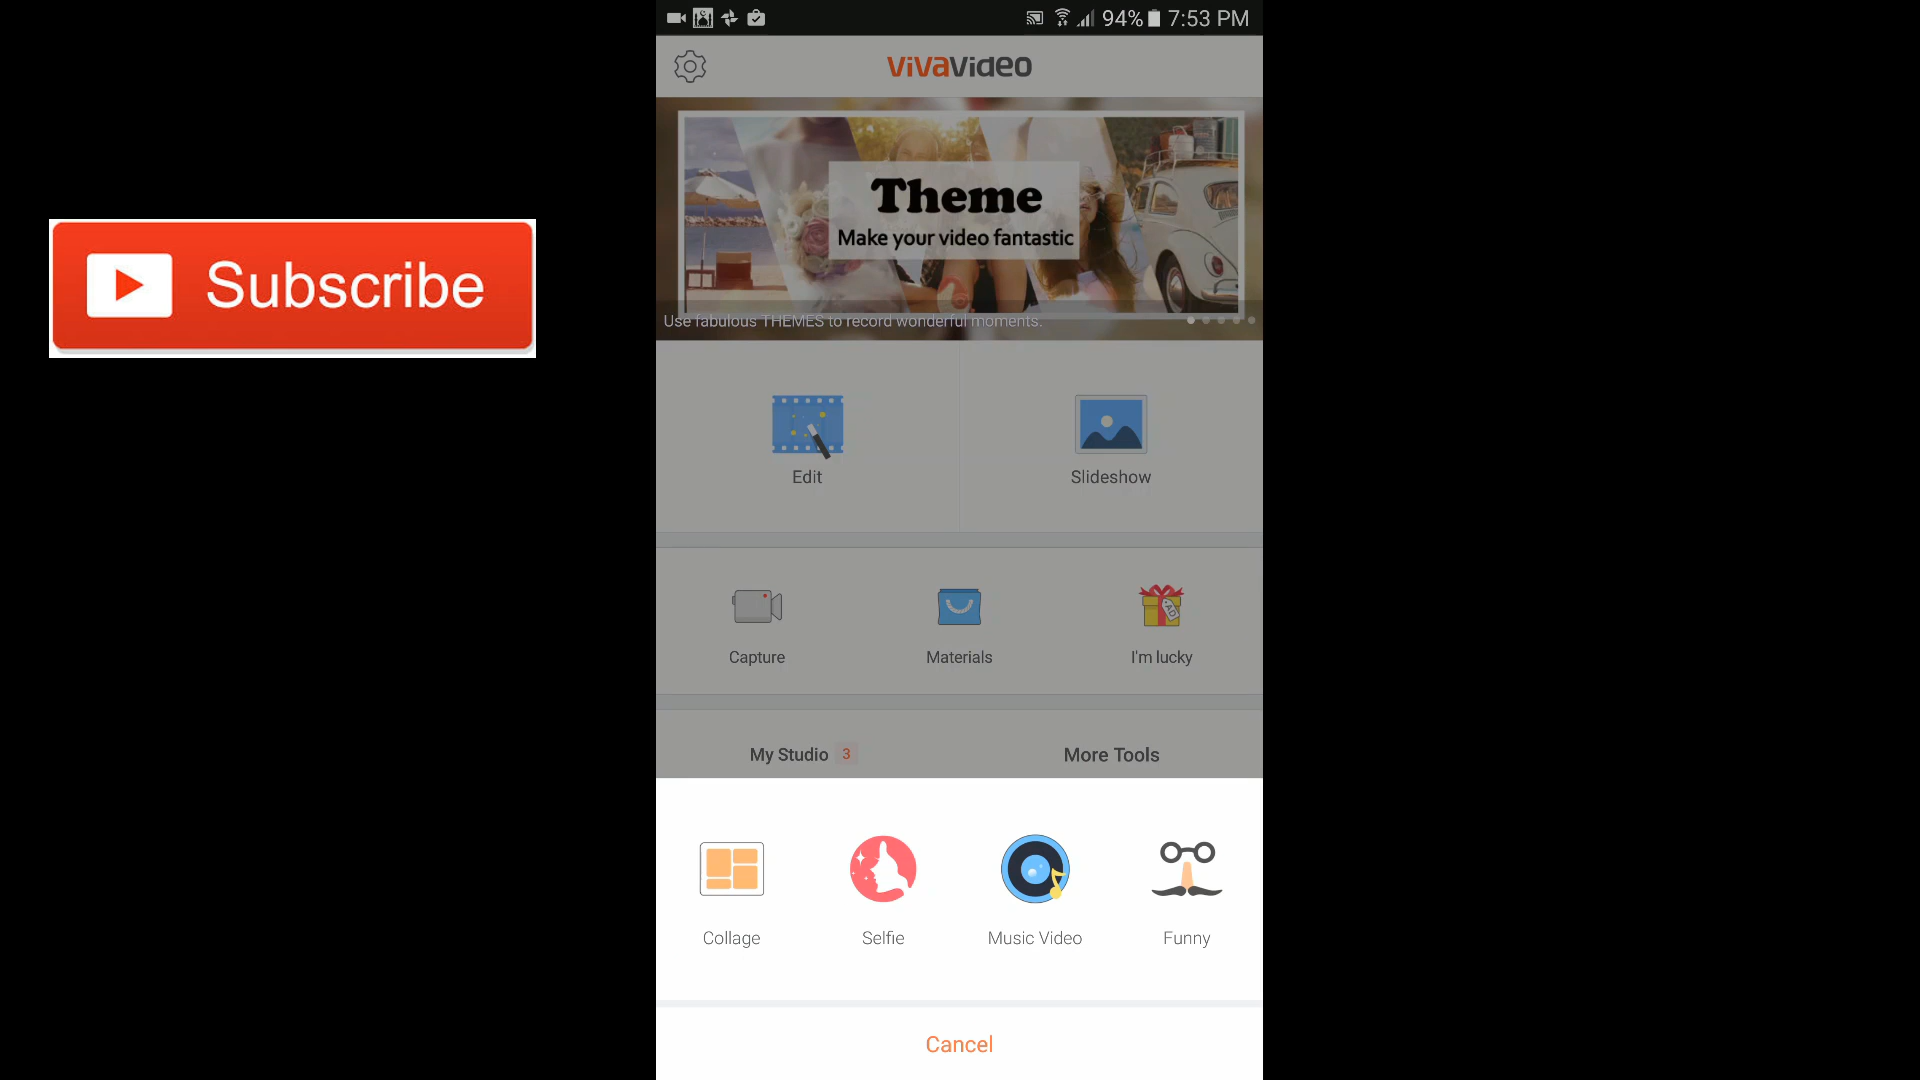 94% 7:53 PM
VivaVideo
Theme
Make your video fantastic
Use fabulous THEMES to record wonderful moments.
Subscribe
Edit
Slideshow
AD
Capture
Materials
I'm lucky
My Studio 3
More Tools
Collage
Selfie
Music Video
Funny
Cancel